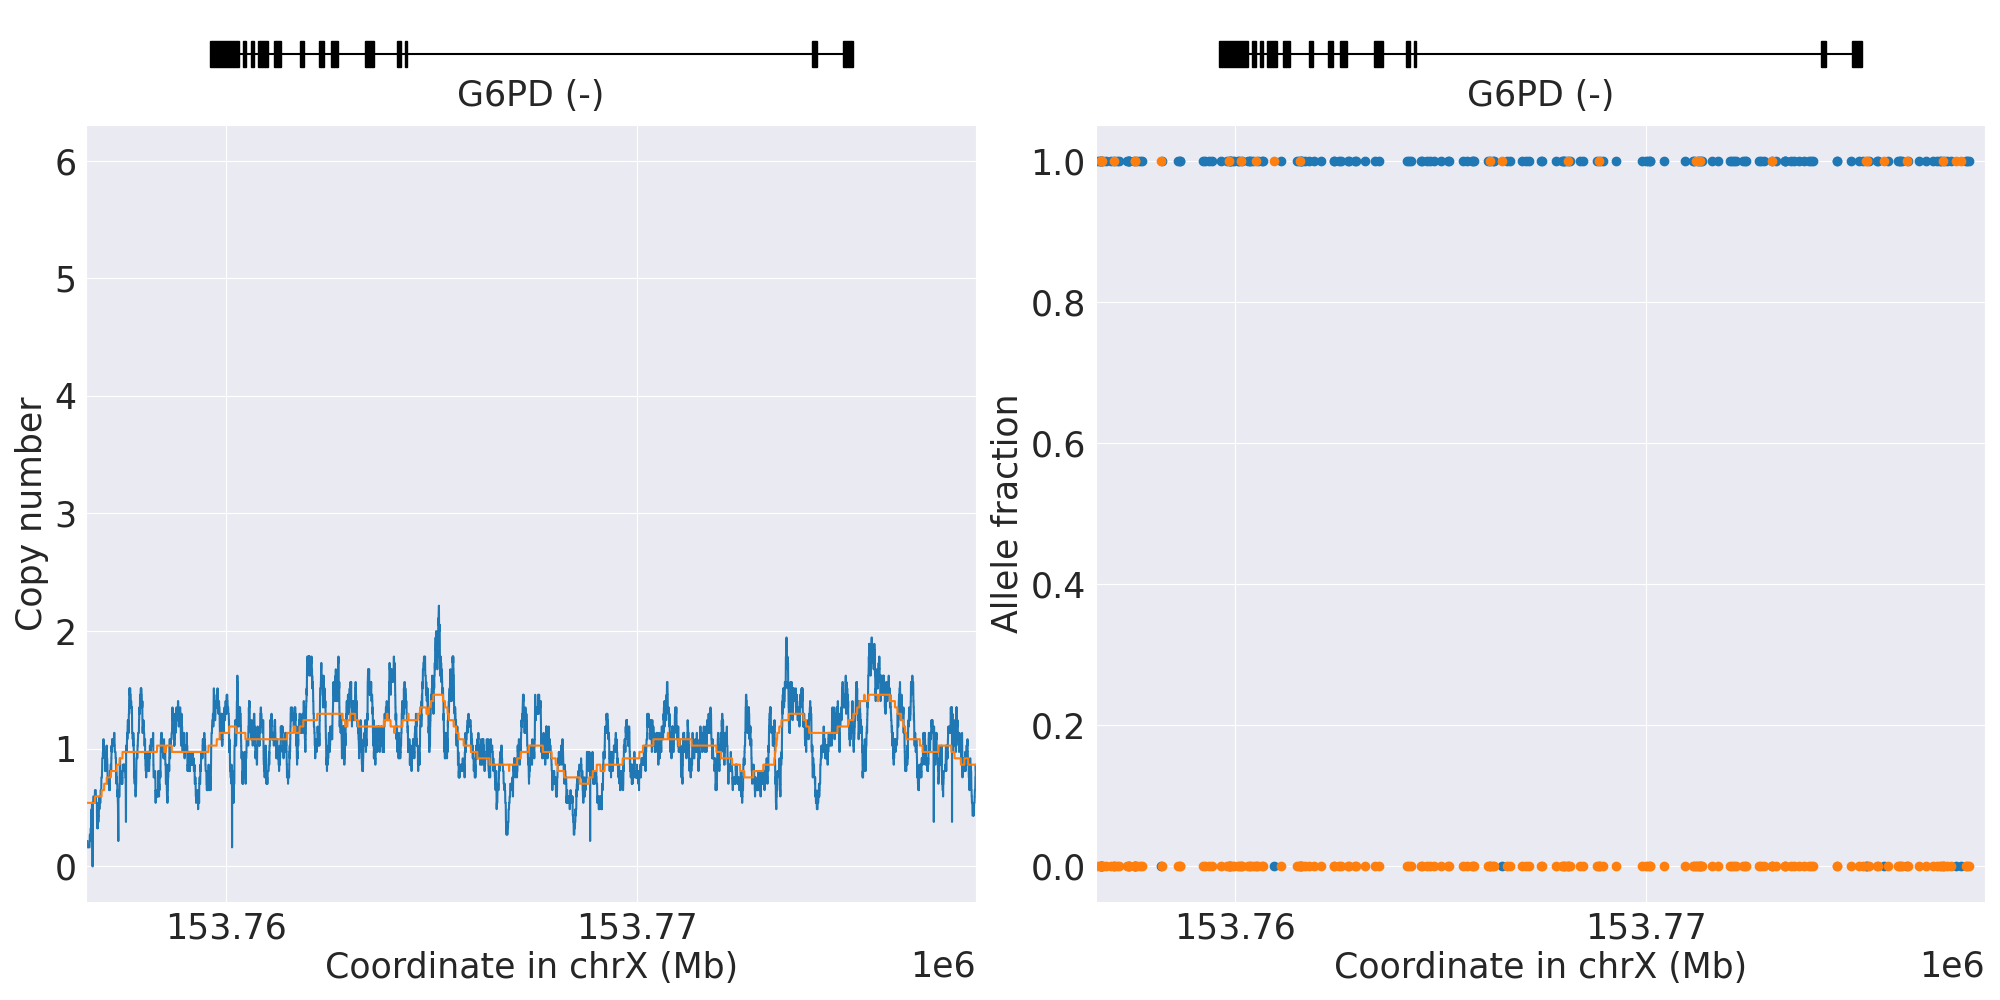 G6PD (-)
6
5
4
3
2
1
0
Copy number
153.76
153.77
Coordinate in chrX (Mb)
1e6
G6PD (-)
1.0
0.8
0.6
0.4
0.2
0.0
Allele fraction
153.76
153.77
Coordinate in chrX (Mb)
1e6